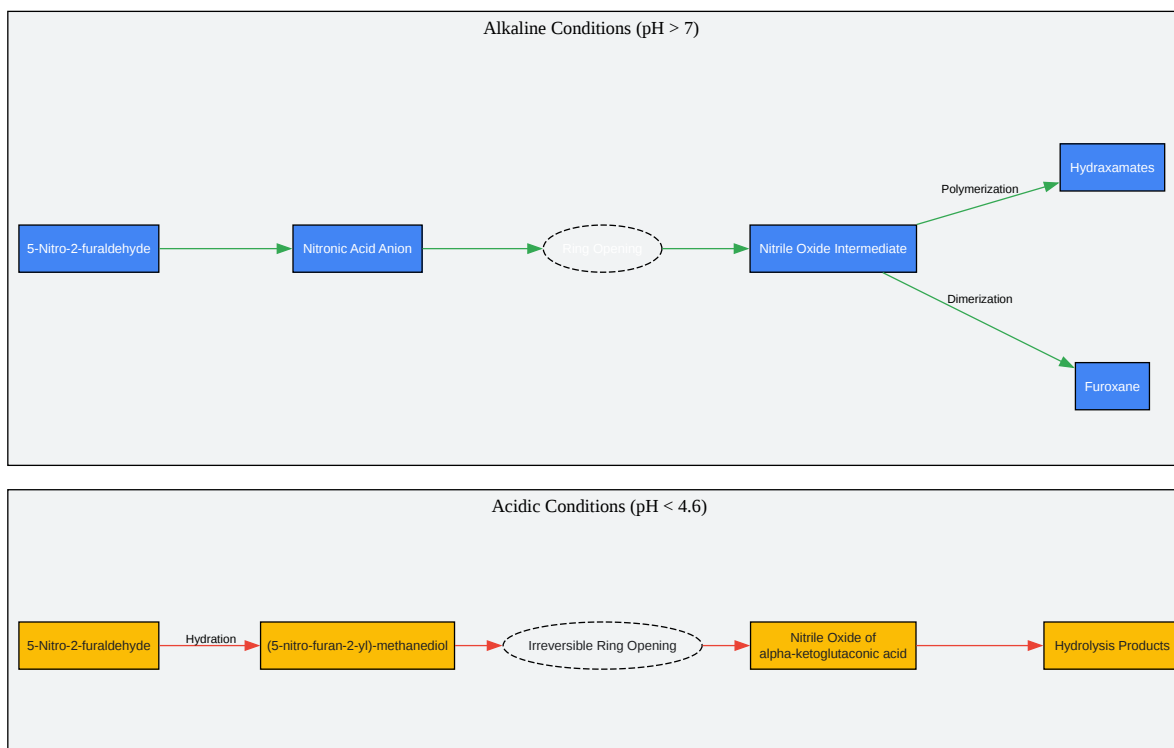 Alkaline Conditions (pH > 7)
Hydraxamates
Polymerization
5-Nitro-2-furaldehyde
Nitronic Acid Anion
Ring Opening
Nitrile Oxide Intermediate
Dimerization
Furoxane
Acidic Conditions (pH < 4.6)
5-Nitro-2-furaldehyde
Hydration
(5-nitro-furan-2-yl)-methanediol
Irreversible Ring Opening
Nitrile Oxide of
alpha-ketoglutaconic acid
Hydrolysis Products